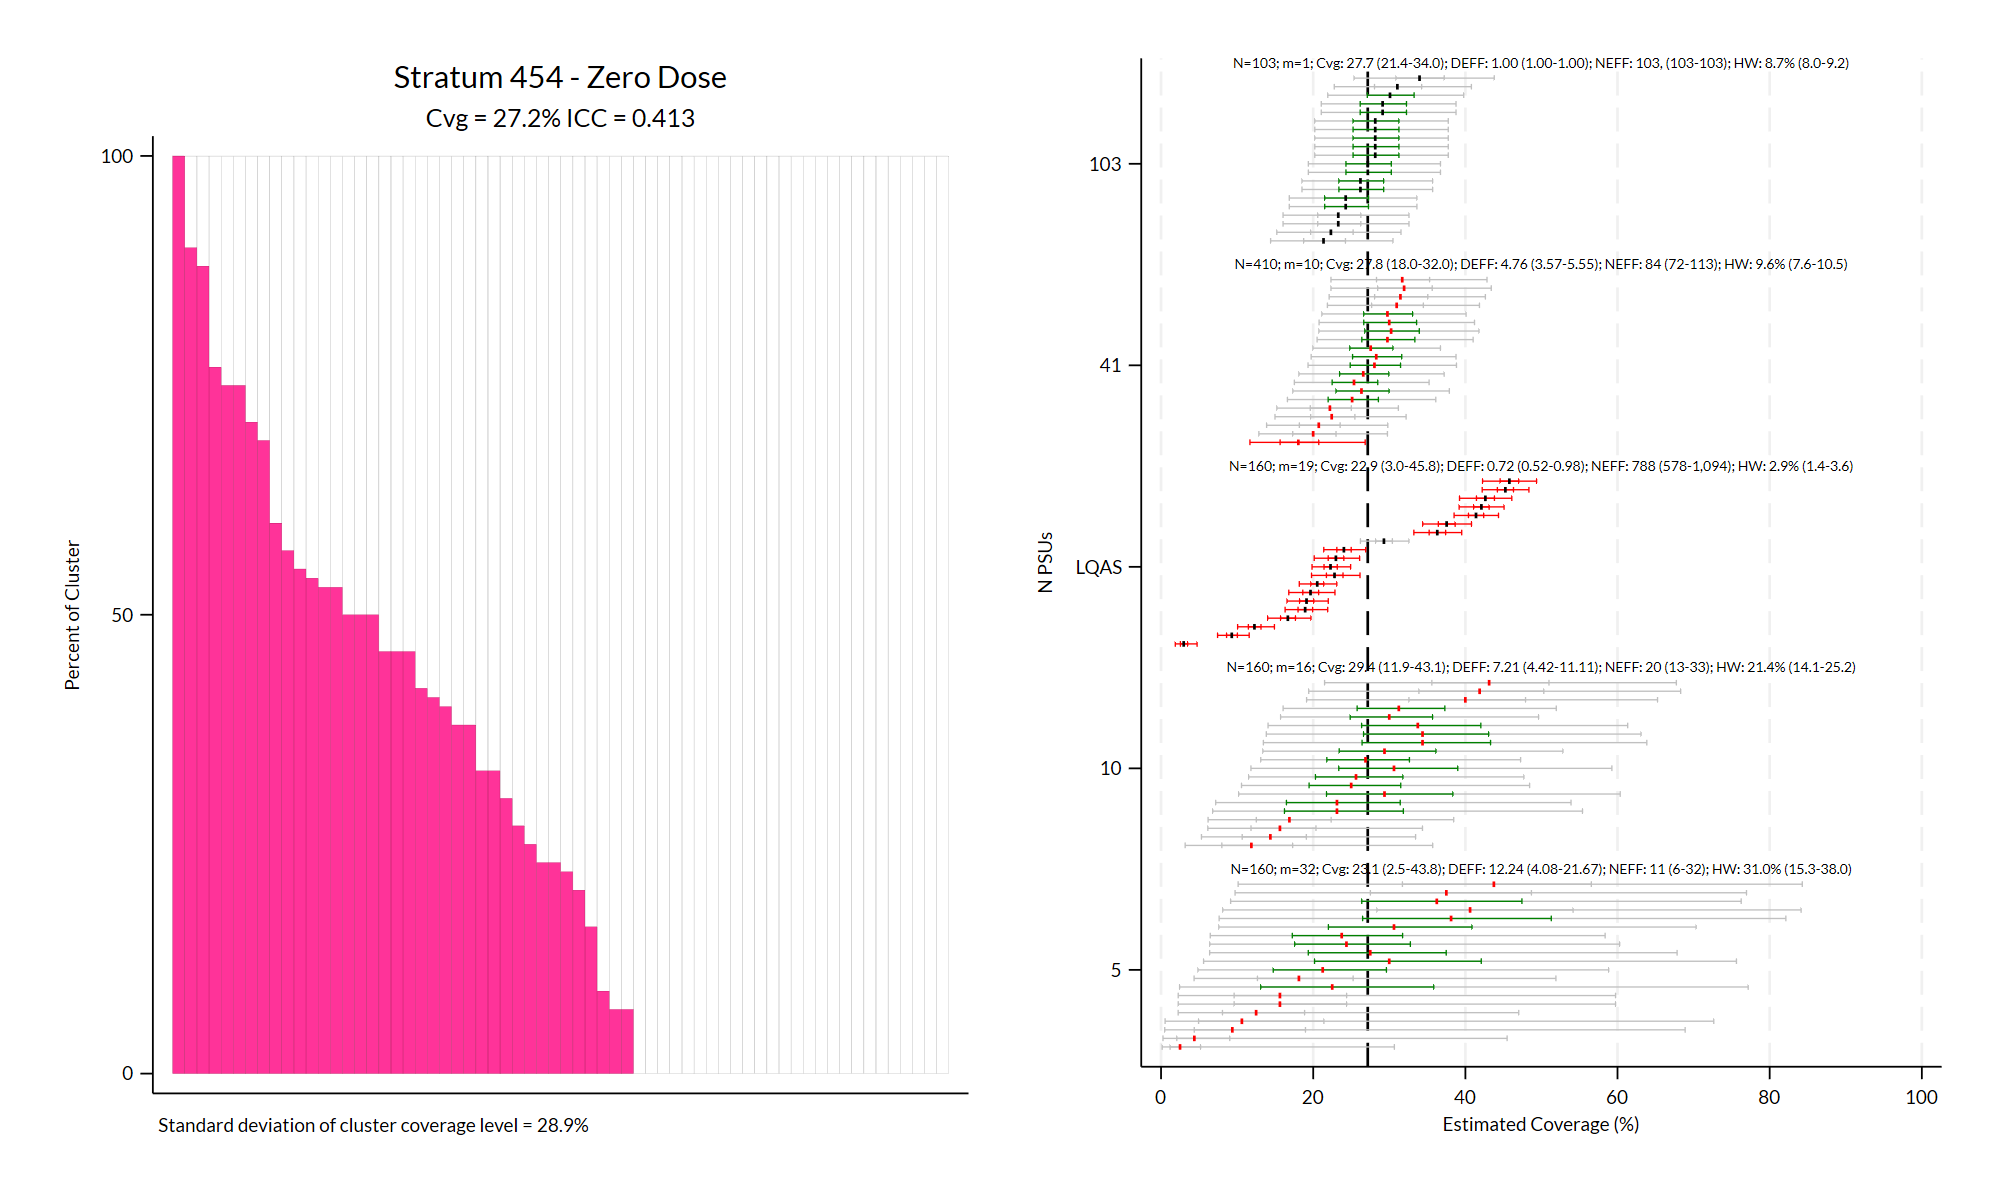 Stratum 454 - Zero Dose
Cvg = 27.2% ICC = 0.413
100
50
0
Percent of Cluster
Standard deviation of cluster coverage level = 28.9%
N=103; m=1; Cvg: 27.7 (21.4-34.0); DEFF: 1.00 (1.00-1.00); NEFF: 103, (103-103); HW: 8.7% (8.0-9.2)
103
N=410; m=10; Cvg: 27.8 (18.0-32.0); DEFF: 4.76 (3.57-5.55); NEFF: 84 (72-113); HW: 9.6% (7.6-10.5)
41
N=160; m=19; Cvg: 22.9 (3.0-45.8); DEFF: 0.72 (0.52-0.98); NEFF: 788 (578-1,094); HW: 2.9% (1.4-3.6)
LQAS
N=160; m=16; Cvg: 29.4 (11.9-43.1); DEFF: 7.21 (4.42-11.11); NEFF: 20 (13-33); HW: 21.4% (14.1-25.2)
10
N=160; m=32; Cvg: 23.1 (2.5-43.8); DEFF: 12.24 (4.08-21.67); NEFF: 11 (6-32); HW: 31.0% (15.3-38.0)
5
N PSUs
0 20 40 60 80 100
Estimated Coverage (%)